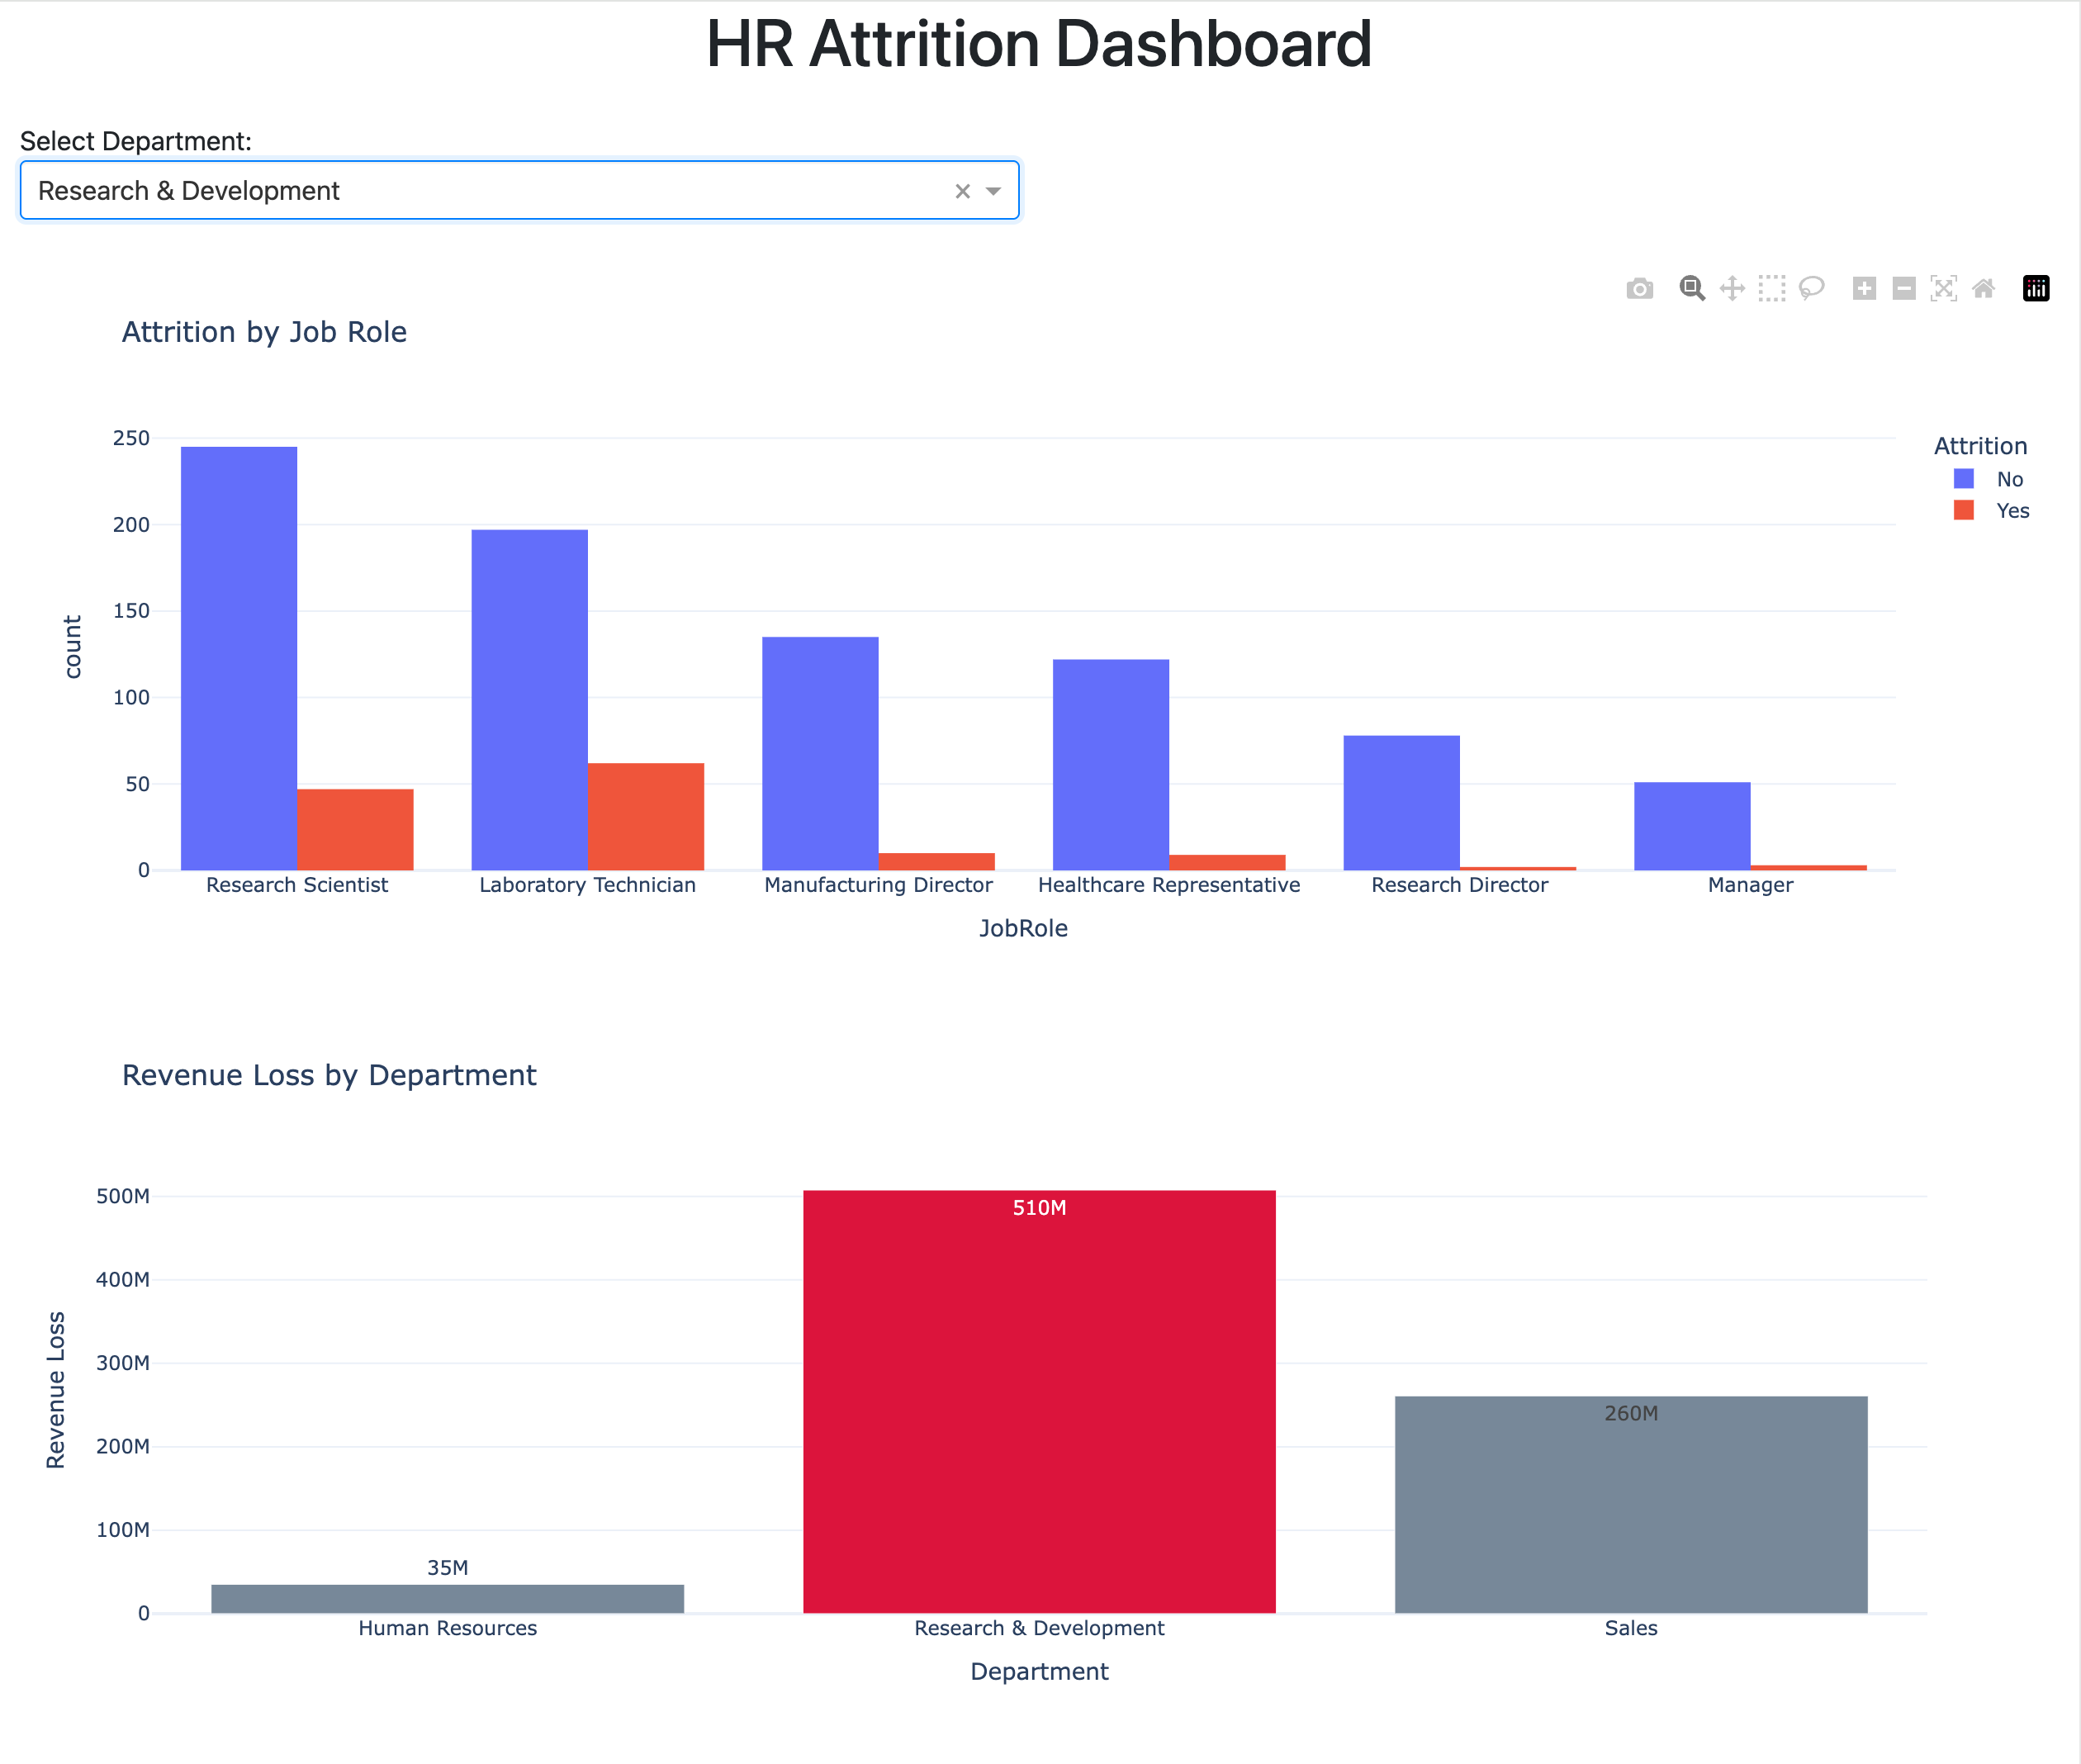 HR Attrition Dashboard
Select Department:
Research & Development
Attrition by Job Role
250
200
150
100
50
0
count
Research Scientist
Laboratory Technician
Manufacturing Director
Healthcare Representative
Research Director
Manager
JobRole
Attrition
No
Yes
Revenue Loss by Department
500M
400M
300M
200M
100M
0
Revenue Loss
35M
510M
260M
Human Resources
Research & Development
Sales
Department